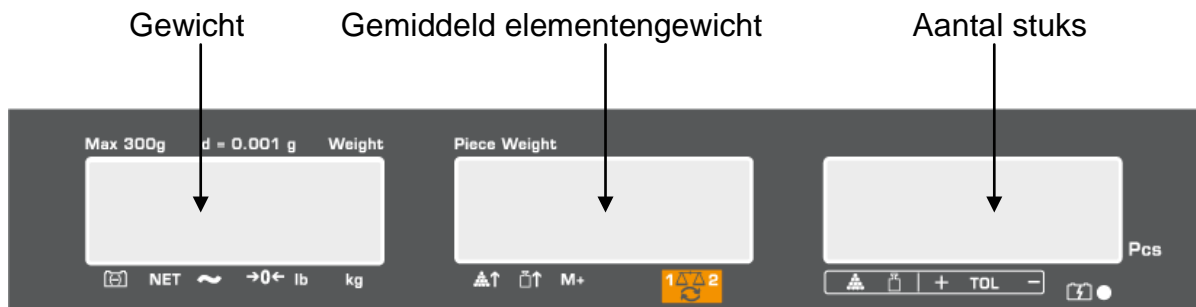 Gewicht Gemiddeld elementengewicht Aantal stuks
Max 300g d = 0.001 g Weight Piece Weight
Pcs
NET ~ →0← lb kg M+ 1 2 + TOL −